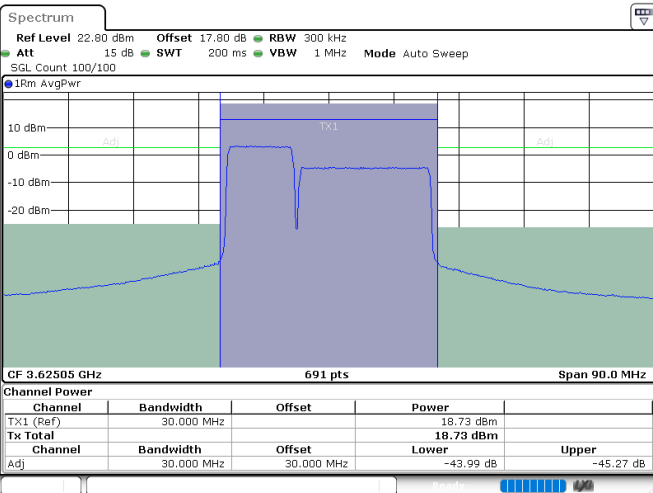 Spectrum
Ref Level 22.80 dBm Offset 17.80 dB RBW 300 kHz
Att 15 dB SWT 200 ms VBW 1 MHz Mode Auto Sweep
SGL Count 100/100
1Rm AvgPwr
TX1
10 dBm
Adj Adj
0 dBm
-10 dBm
-20 dBm
CF 3.62505 GHz 691 pts Span 90.0 MHz
Channel Power
Channel Bandwidth Offset Power
TX1 (Ref) 30.000 MHz 18.73 dBm
Tx Total 18.73 dBm
Channel Bandwidth Offset Lower Upper
Adj 30.000 MHz 30.000 MHz -43.99 dB -45.27 dB
Ready